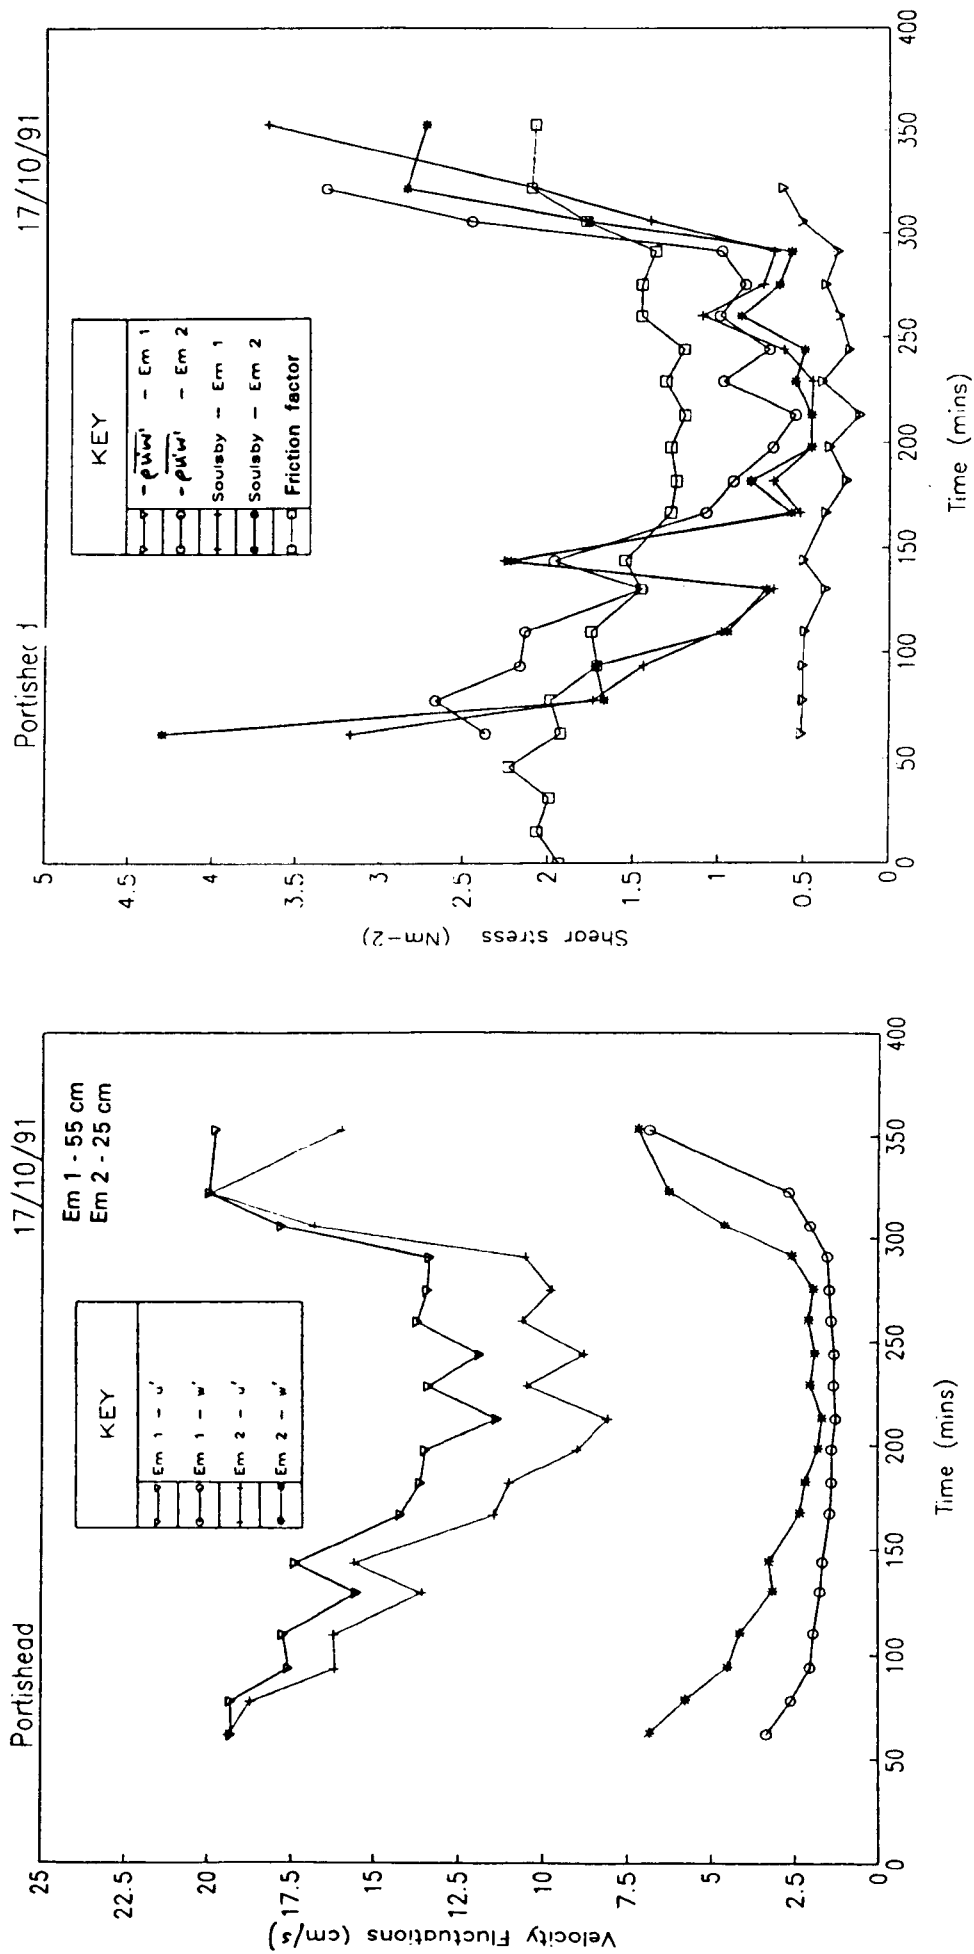 Portishead 17/10/91
Em 1 - 55 cm
Em 2 - 25 cm
KEY
Em 1 - u'
Em 1 - w'
Em 2 - u'
Em 2 - w'
Velocity Fluctuations (cm/s)
25
20
17.5
15
12.5
10
7.5
5
2.5
0
0 50 100 150 200 250 300 350 400
Time (mins)
Portishead 17/10/91
KEY
- ρu'w' - Em 1
- ρu'w' - Em 2
Soulsby - Em 1
Soulsby - Em 2
Friction factor
Shear stress (Nm-2)
5
4.5
4
3.5
3
2.5
2
1.5
1
0.5
0
0 50 100 150 200 250 300 350 400
Time (mins)